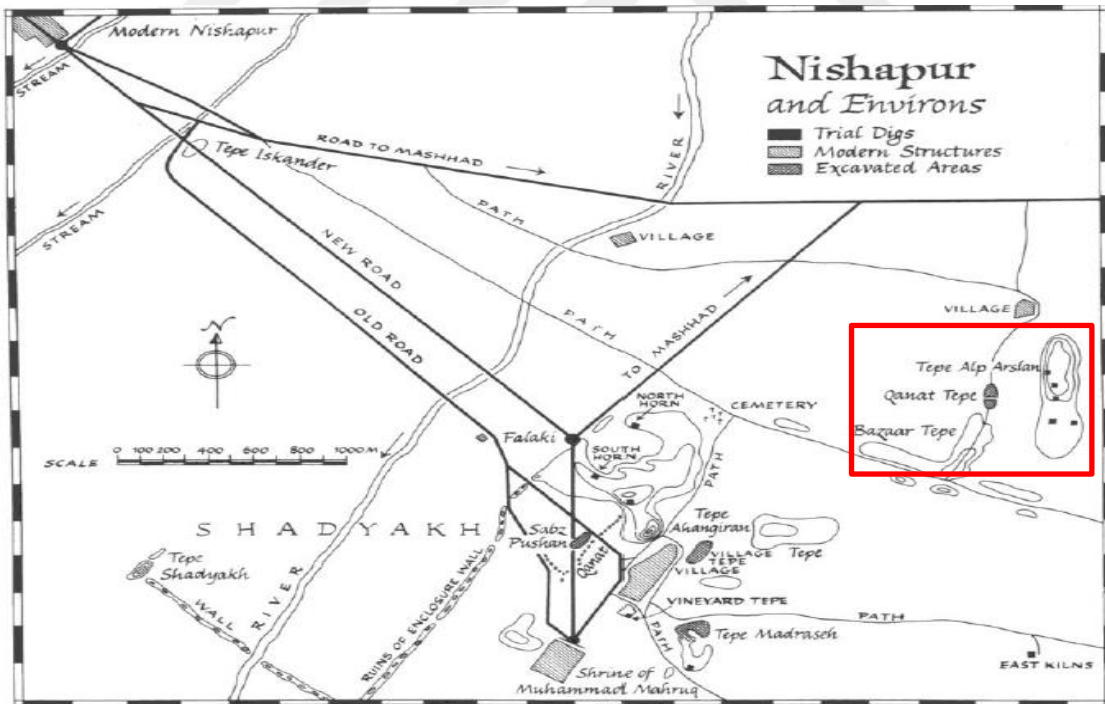 Modern Nishapur
STREAM
Nishapur
and Environs
Trial Digs
Modern Structures
Excavated Areas
Tepe Iskander
ROAD TO MASHHAD
RIVER
STREAM
PATH
NEW ROAD
VILLAGE
OLD ROAD
PATH
VILLAGE
N
TO MASHHAD
Tepe Alp Arslan
Qanat Tepe
NORTH HORN
CEMETERY
Bazaar Tepe
Falaki
SOUTH HORN
PATH
0 100 200 400 600 800 1000 M
SCALE
SHADYAKH
Sabz Pushan
Qanat
Tepe Ahangiran
Tepe
VILLAGE TEPE
VILLAGE
Tepe Shadyakh
WALL
RIVER
RUINS OF ENCLOSURE WALL
VINEYARD TEPE
PATH
PATH
Tepe Madraseh
EAST KILNS
Shrine of
Muhammad Mahruq